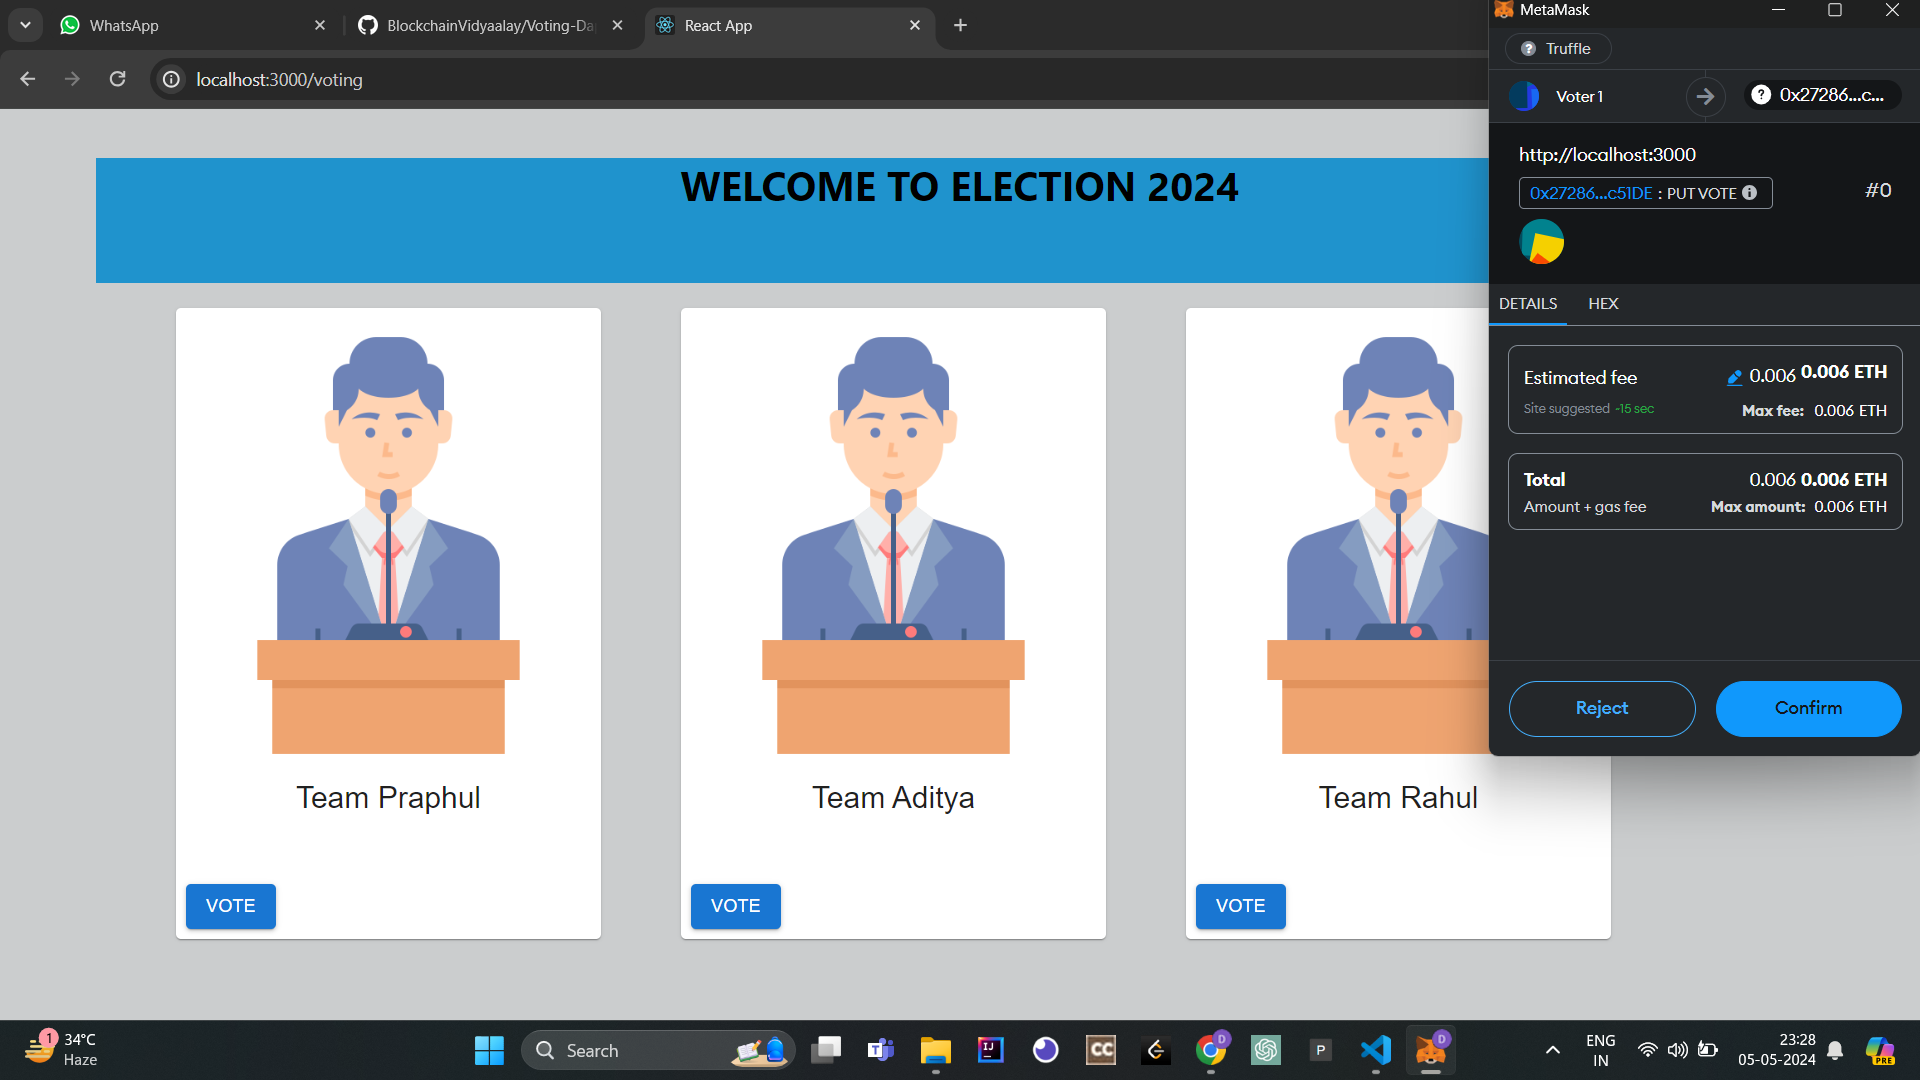 WhatsApp
BlockchainVidyaalay/Voting-Da
React App
localhost:3000/voting
WELCOME TO ELECTION 2024
Team Praphul
VOTE
Team Aditya
VOTE
Team Rahul
VOTE
MetaMask
? Truffle
Voter 1
? 0x27286...c...
http://localhost:3000
0x27286...c51DE : PUT VOTE
#0
DETAILS
HEX
Estimated fee
0.006 0.006 ETH
Site suggested ~15 sec
Max fee: 0.006 ETH
Total
0.006 0.006 ETH
Amount + gas fee
Max amount: 0.006 ETH
Reject
Confirm
1
34°C
Haze
Search
IJ
CC
D
P
D
ENG
IN
23:28
05-05-2024
PRE